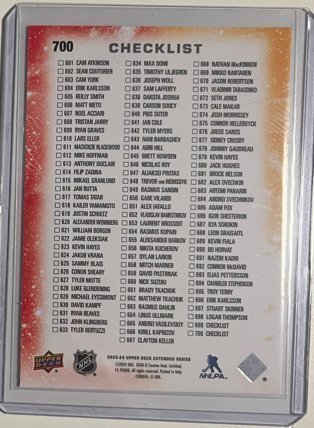 700 CHECKLIST
601 CAM ATKINSON
602 SEAN COUTURIER
603 CAM YORK
604 ERIK KARLSSON
605 REILLY SMITH
606 MATT NIETO
607 NOEL ACCIARI
608 TRISTAN JARRY
609 RYAN GRAVES
610 LARS ELLER
611 MACKENZIE BLACKWOOD
612 MIKE HOFFMAN
613 ANTHONY DUCLAIR
614 FILIP ZADINA
615 MIKAEL GRANLUND
616 JAN RUTTA
617 TOMAS TATAR
618 KAILER YAMAMOTO
619 JUSTIN SCHULTZ
620 ALEXANDER WENNBERG
621 WILLIAM BORGEN
622 JAMIE OLEKSIAK
623 KEVIN HAYES
624 JAKUB VRANA
625 SAMMY BLAIS
626 CONOR SHEARY
627 TYLER MOTTE
628 LUKE GLENDENING
629 MICHAEL EYSSIMONT
630 DAVID KAMPF
631 RYAN REAVES
632 JOHN KLINGBERG
633 TYLER BERTUZZI
634 MAX DOMI
635 TIMOTHY LILJEGREN
636 JOSEPH WOLL
637 SAM LAFFERTY
638 DAKOTA JOSHUA
639 CARSON SOUCY
640 PIUS SUTER
641 IAN COLE
642 TYLER MYERS
643 IVAN BARBASHEV
644 ADIN HILL
645 BRETT HOWDEN
646 NICOLAS ROY
647 ALIAKSEI PROTAS
648 TREVOR van RIEMSDYK
649 RASMUS SANDIN
650 GABE VILARDI
651 ALEX IAFALLO
652 VLADISLAV NAMESTNIKOV
653 LAURENT BROSSOIT
654 RASMUS KUPARI
655 ALEKSANDER BARKOV
656 NIKITA KUCHEROV
657 DYLAN LARKIN
658 MITCH MARNER
659 DAVID PASTRNAK
660 NICK SUZUKI
661 BRADY TKACHUK
662 MATTHEW TKACHUK
663 RASMUS DAHLIN
664 LINUS ULLMARK
665 ANDREI VASILEVSKIY
666 KIRILL KAPRIZOV
667 CLAYTON KELLER
668 NATHAN MacKINNON
669 MIKKO RANTANEN
670 JASON ROBERTSON
671 VLADIMIR TARASENKO
672 SETH JONES
673 CALE MAKAR
674 JOSH MORRISSEY
675 CONNOR HELLEBUYCK
676 JUUSE SAROS
677 SIDNEY CROSBY
678 JOHNNY GAUDREAU
679 KEVIN HAYES
680 JACK HUGHES
681 BROCK NELSON
682 ALEX OVECHKIN
683 ARTEMI PANARIN
684 ANDREI SVECHNIKOV
685 ADAM FOX
686 IGOR SHESTERKIN
687 ILYA SOROKIN
688 LEON DRAISAITL
689 KEVIN FIALA
690 BO HORVAT
691 NAZEM KADRI
692 CONNOR McDAVID
693 ELIAS PETTERSSON
694 CHANDLER STEPHENSON
695 TROY TERRY
696 ERIK KARLSSON
697 STUART SKINNER
698 LOGAN THOMPSON
699 CHECKLIST
700 CHECKLIST
2023-24 UPPER DECK EXTENDED SERIES
UPPER DECK
NHL
NHLPA